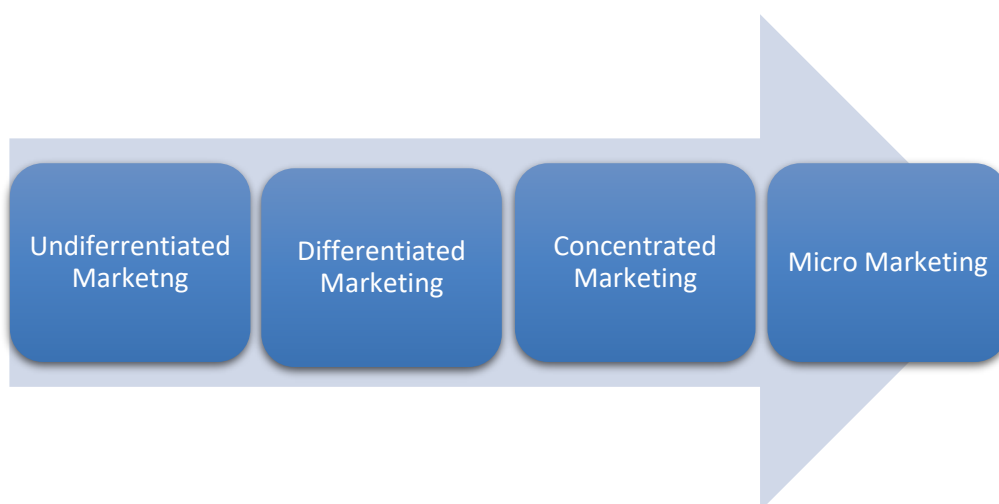 Undiferrentiated
Marketng
Differentiated
Marketing
Concentrated
Marketing
Micro Marketing